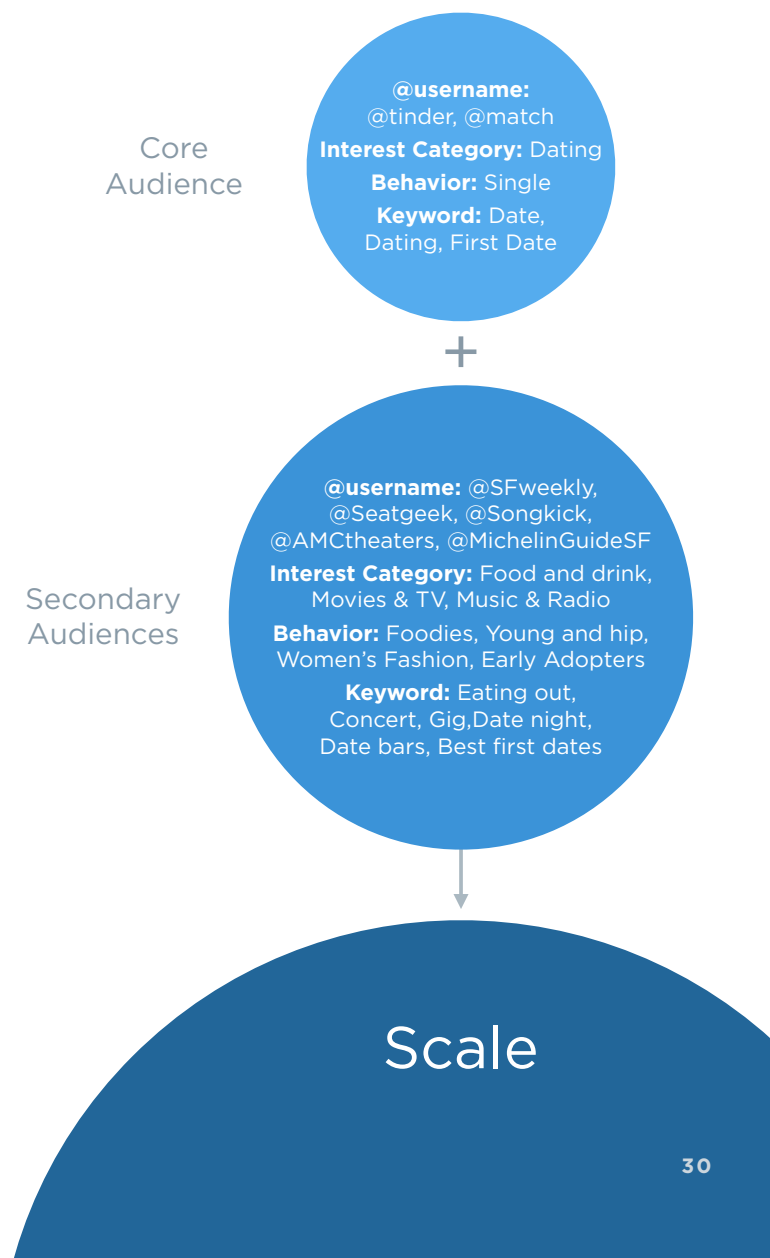 Core
Audience
@username:
@tinder, @match
Interest Category: Dating
Behavior: Single
Keyword: Date,
Dating, First Date
+
Secondary
Audiences
@username: @SFweekly,
@Seatgeek, @Songkick,
@AMCtheaters, @MichelinGuideSF
Interest Category: Food and drink,
Movies & TV, Music & Radio
Behavior: Foodies, Young and hip,
Women’s Fashion, Early Adopters
Keyword: Eating out,
Concert, Gig,Date night,
Date bars, Best first dates
Scale
30